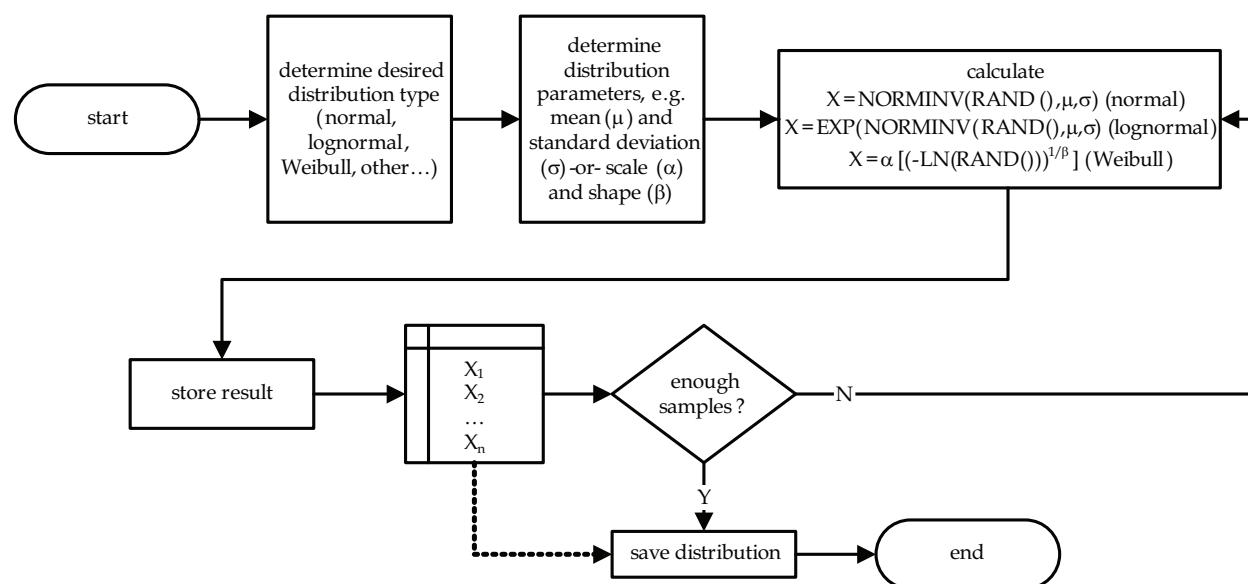 start
determine desired
distribution type
(normal,
lognormal,
Weibull, other…)
determine
distribution
parameters, e.g.
mean (μ) and
standard deviation
(σ) -or- scale (α)
and shape (β)
calculate
X=NORMINV(RAND(),μ,σ) (normal)
X=EXP(NORMINV(RAND(),μ,σ) (lognormal)
X=α [(-LN(RAND()))^{1/β} ] (Weibull)
store result
X₁
X₂
…
Xₙ
enough
samples ?
N
Y
save distribution
end